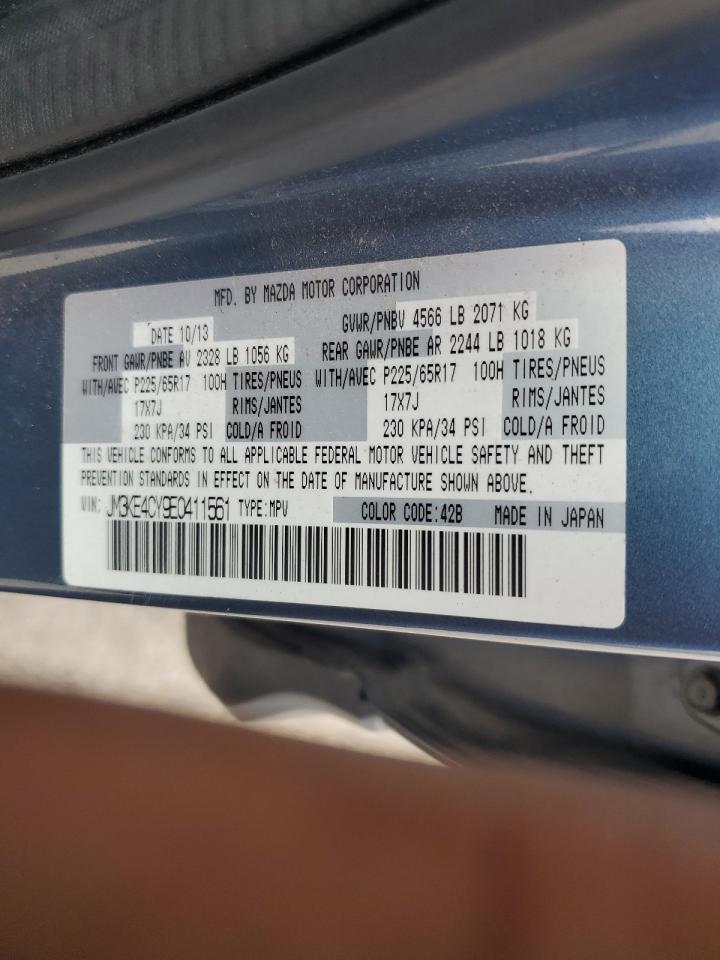 MFD. BY MAZDA MOTOR CORPORATION
DATE 10/13 GVWR/PNBV 4566 LB 2071 KG
FRONT GAWR/PNBE AV 2328 LB 1056 KG REAR GAWR/PNBE AR 2244 LB 1018 KG
WITH/AVEC P225/65R17 100H TIRES/PNEUS WITH/AVEC P225/65R17 100H TIRES/PNEUS
17X7J RIMS/JANTES 17X7J RIMS/JANTES
230 KPA/34 PSI COLD/A FROID 230 KPA/34 PSI COLD/A FROID
THIS VEHICLE CONFORMS TO ALL APPLICABLE FEDERAL MOTOR VEHICLE SAFETY AND THEFT
PREVENTION STANDARDS IN EFFECT ON THE DATE OF MANUFACTURE SHOWN ABOVE.
VIN: JM3KE4CY9E0411561 TYPE:MPV COLOR CODE:42B MADE IN JAPAN